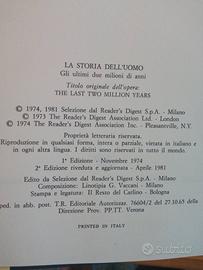 LA STORIA DELL'UOMO
Gli ultimi due milioni di anni
Titolo originale dell'opera:
THE LAST TWO MILLION YEARS
© 1974, 1981 Selezione dal Reader's Digest S.p.A. - Milano
© 1973 The Reader's Digest Association Ltd. - London
© 1974 The Reader's Digest Association Inc. - Pleasantville, N.Y.
Proprietà letteraria riservata.
Riproduzione in qualsiasi forma, intera o parziale, vietata in italiano e
in ogni altra lingua. I diritti sono riservati in tutto il mondo.
1ª Edizione - Novembre 1974
2ª Edizione riveduta e aggiornata - Aprile 1981
Edito da Selezione dal Reader's Digest S.p.A. - Milano
Composizione: Linotipia G. Vaccani - Milano
Stampa e legatura: Il Resto del Carlino - Bologna
ped. in abb. post. T.R. Editoriale Autorizzaz. 76604/2 del 27.10.65 della
Direzione Prov. PP.TT. Verona
PRINTED IN ITALY
subito